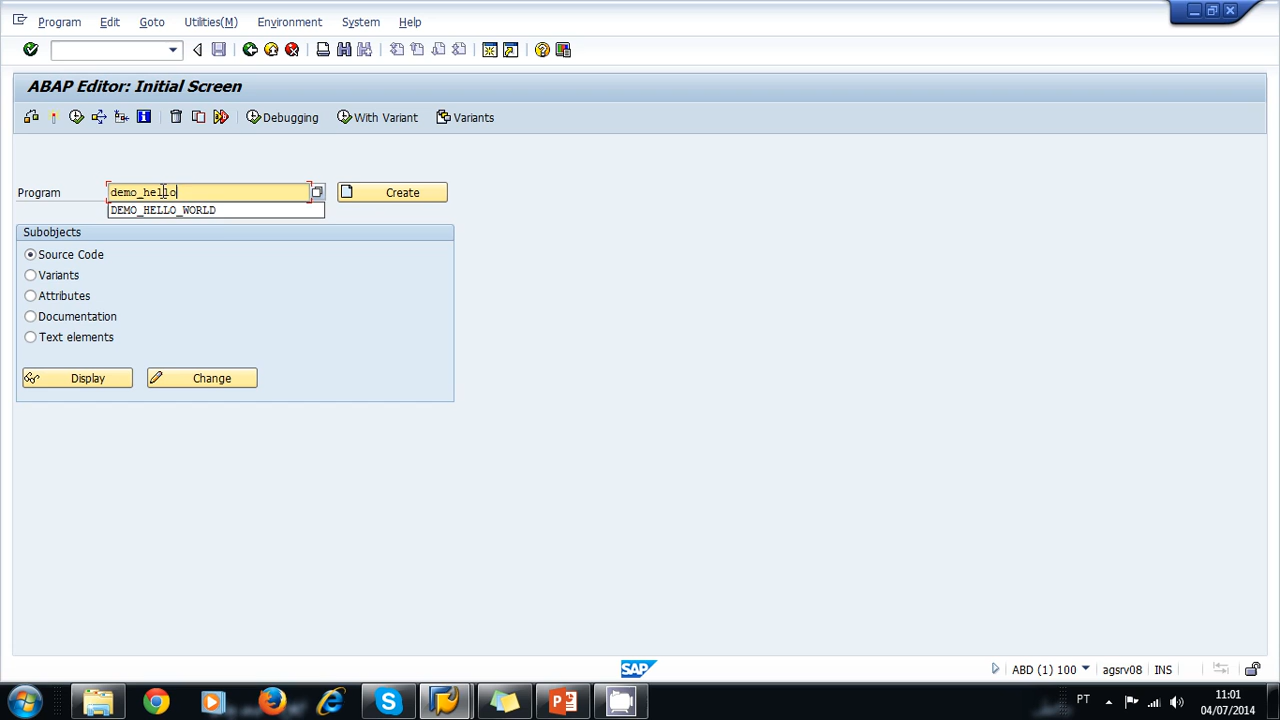 Program Edit Goto Utilities(M) Environment System Help
ABAP Editor: Initial Screen
Debugging With Variant Variants
Program demo_hello Create
DEMO_HELLO_WORLD
Subobjects
Source Code
Variants
Attributes
Documentation
Text elements
Display Change
SAP ABD (1) 100 agsrv08 INS
PT 11:01
04/07/2014